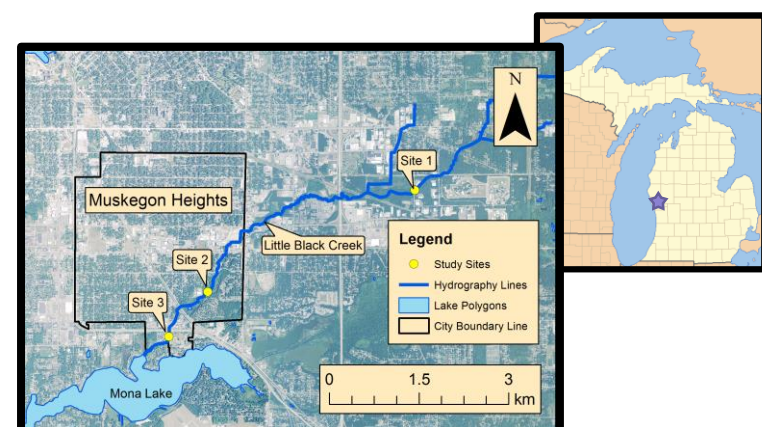 N
Site 1
Muskegon Heights
Little Black Creek
Site 2
Site 3
Mona Lake
Legend
Study Sites
Hydrography Lines
Lake Polygons
City Boundary Line
0 1.5 3
km